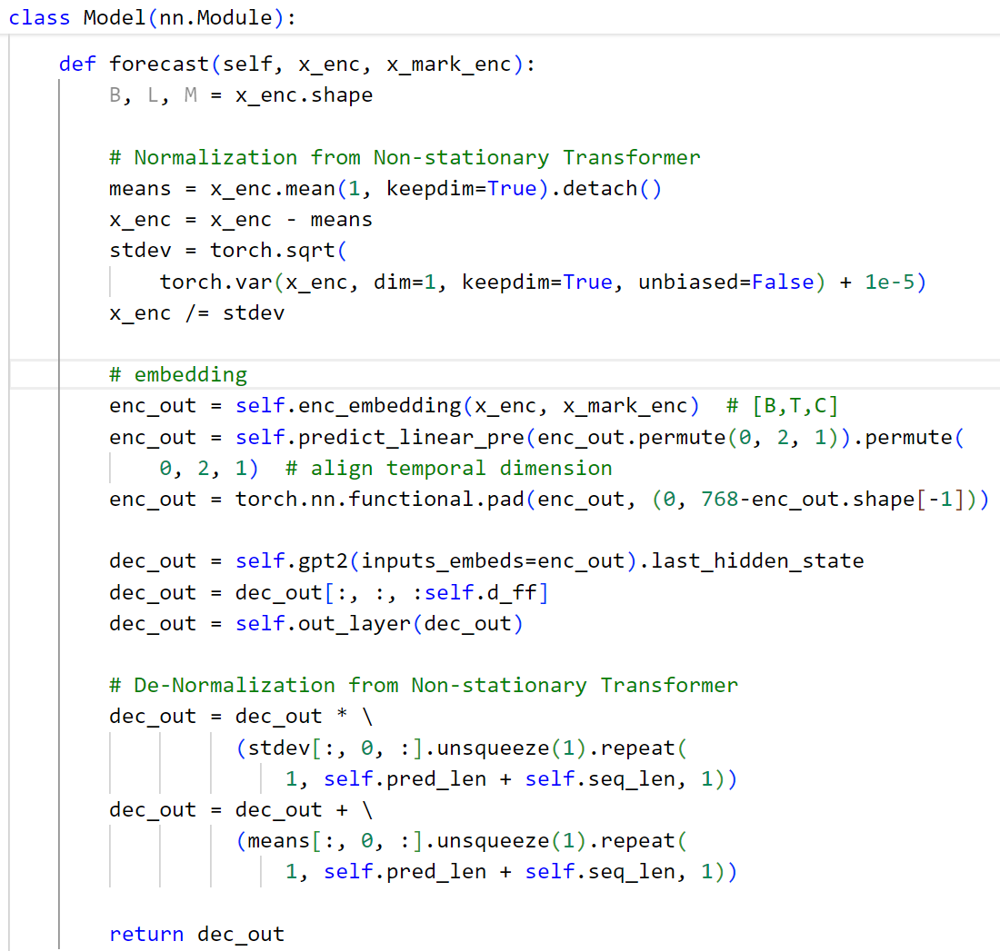 class Model(nn.Module):
def forecast(self, x_enc, x_mark_enc):
B, L, M = x_enc.shape
# Normalization from Non-stationary Transformer
means = x_enc.mean(1, keepdim=True).detach()
x_enc = x_enc - means
stdev = torch.sqrt(
torch.var(x_enc, dim=1, keepdim=True, unbiased=False) + 1e-5)
x_enc /= stdev
# embedding
enc_out = self.enc_embedding(x_enc, x_mark_enc)  # [B,T,C]
enc_out = self.predict_linear_pre(enc_out.permute(0, 2, 1)).permute(
0, 2, 1)  # align temporal dimension
enc_out = torch.nn.functional.pad(enc_out, (0, 768-enc_out.shape[-1]))
dec_out = self.gpt2(inputs_embeds=enc_out).last_hidden_state
dec_out = dec_out[:, :, :self.d_ff]
dec_out = self.out_layer(dec_out)
# De-Normalization from Non-stationary Transformer
dec_out = dec_out * \
(stdev[:, 0, :].unsqueeze(1).repeat(
1, self.pred_len + self.seq_len, 1))
dec_out = dec_out + \
(means[:, 0, :].unsqueeze(1).repeat(
1, self.pred_len + self.seq_len, 1))
return dec_out